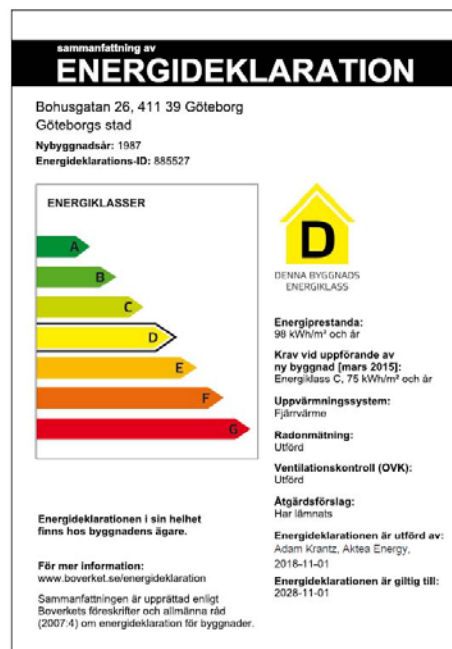 sammanfattning av
ENERGIDEKLARATION
Bohusgatan 26, 411 39 Göteborg
Göteborgs stad
Nybyggnadsår: 1987
Energideklarations-ID: 885527
ENERGIKLASSER
A
B
C
D
E
F
G
D
DENNA BYGGNADS
ENERGIKLASS
Energiprestanda:
98 kWh/m² och år
Krav vid uppförande av
ny byggnad [mars 2015]:
Energiklass C, 75 kWh/m² och år
Uppvärmningssystem:
Fjärrvärme
Radonmätning:
Utförd
Ventilationskontroll (OVK):
Utförd
Åtgärdsförslag:
Har lämnats
Energideklarationen är utförd av:
Adam Krantz, Aktea Energy,
2018-11-01
Energideklarationen är giltig till:
2028-11-01
Energideklarationen i sin helhet
finns hos byggnadens ägare.
För mer information:
www.boverket.se/energideklaration
Sammanfattningen är upprättad enligt
Boverkets föreskrifter och allmänna råd
(2007:4) om energideklaration för byggnader.